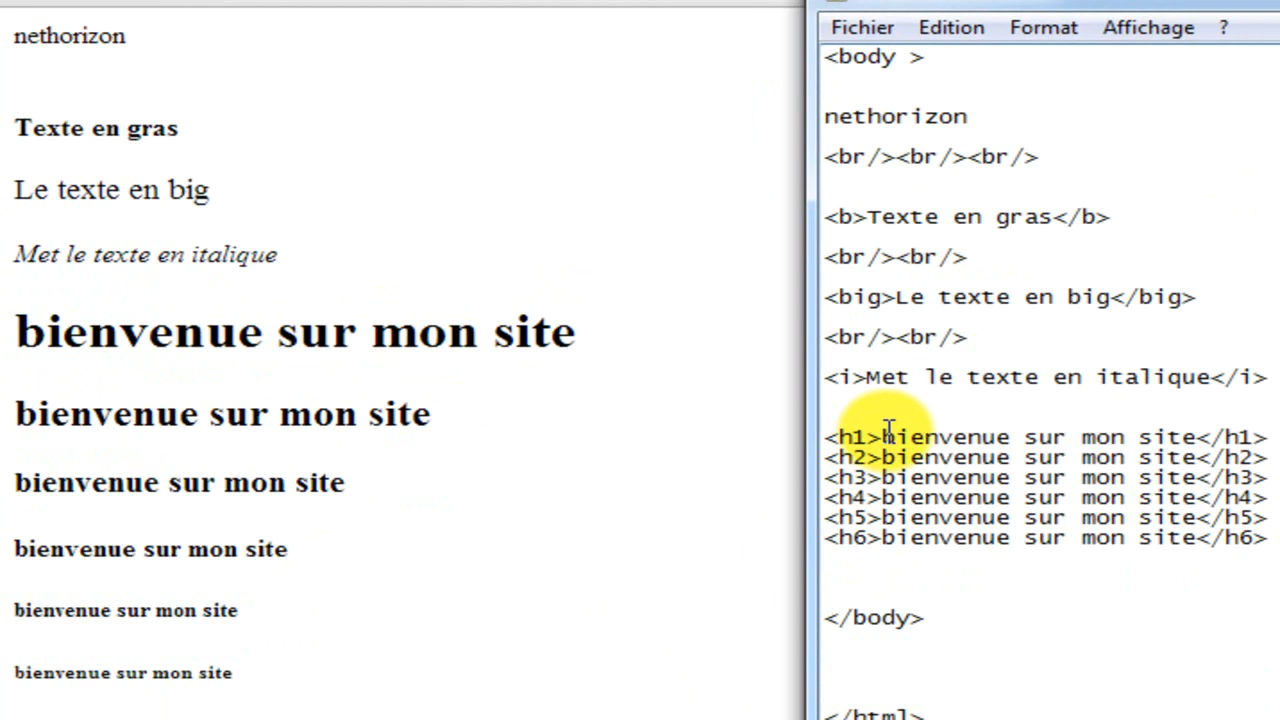 nethorizon
Texte en gras
Le texte en big
Met le texte en italique
bienvenue sur mon site
bienvenue sur mon site
bienvenue sur mon site
bienvenue sur mon site
bienvenue sur mon site
bienvenue sur mon site
Fichier Edition Format Affichage ?
<body >
nethorizon
<br/><br/><br/>
<b>Texte en gras</b>
<br/><br/>
<big>Le texte en big</big>
<br/><br/>
<i>Met le texte en italique</i>
<h1>bienvenue sur mon site</h1>
<h2>bienvenue sur mon site</h2>
<h3>bienvenue sur mon site</h3>
<h4>bienvenue sur mon site</h4>
<h5>bienvenue sur mon site</h5>
<h6>bienvenue sur mon site</h6>
</body>
</html>